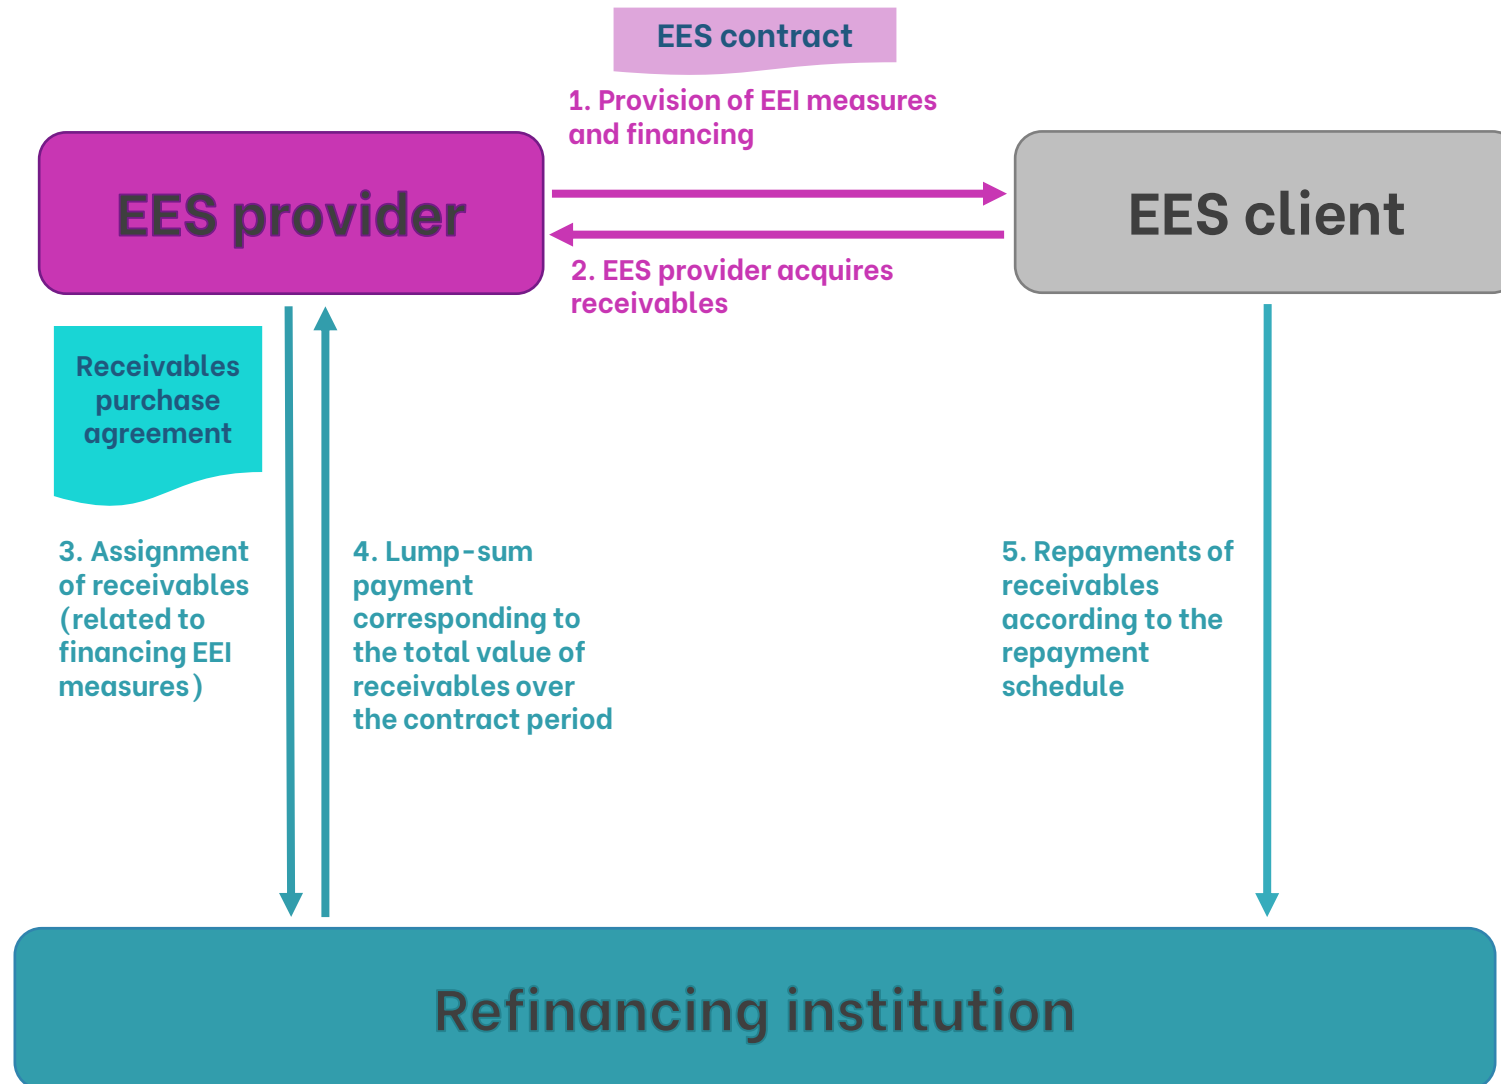 EES contract
1. Provision of EEI measures
and financing
EES provider
EES client
2. EES provider acquires
receivables
Receivables
purchase
agreement
3. Assignment
of receivables
(related to
financing EEI
measures)
4. Lump-sum
payment
corresponding to
the total value of
receivables over
the contract period
5. Repayments of
receivables
according to the
repayment
schedule
Refinancing institution